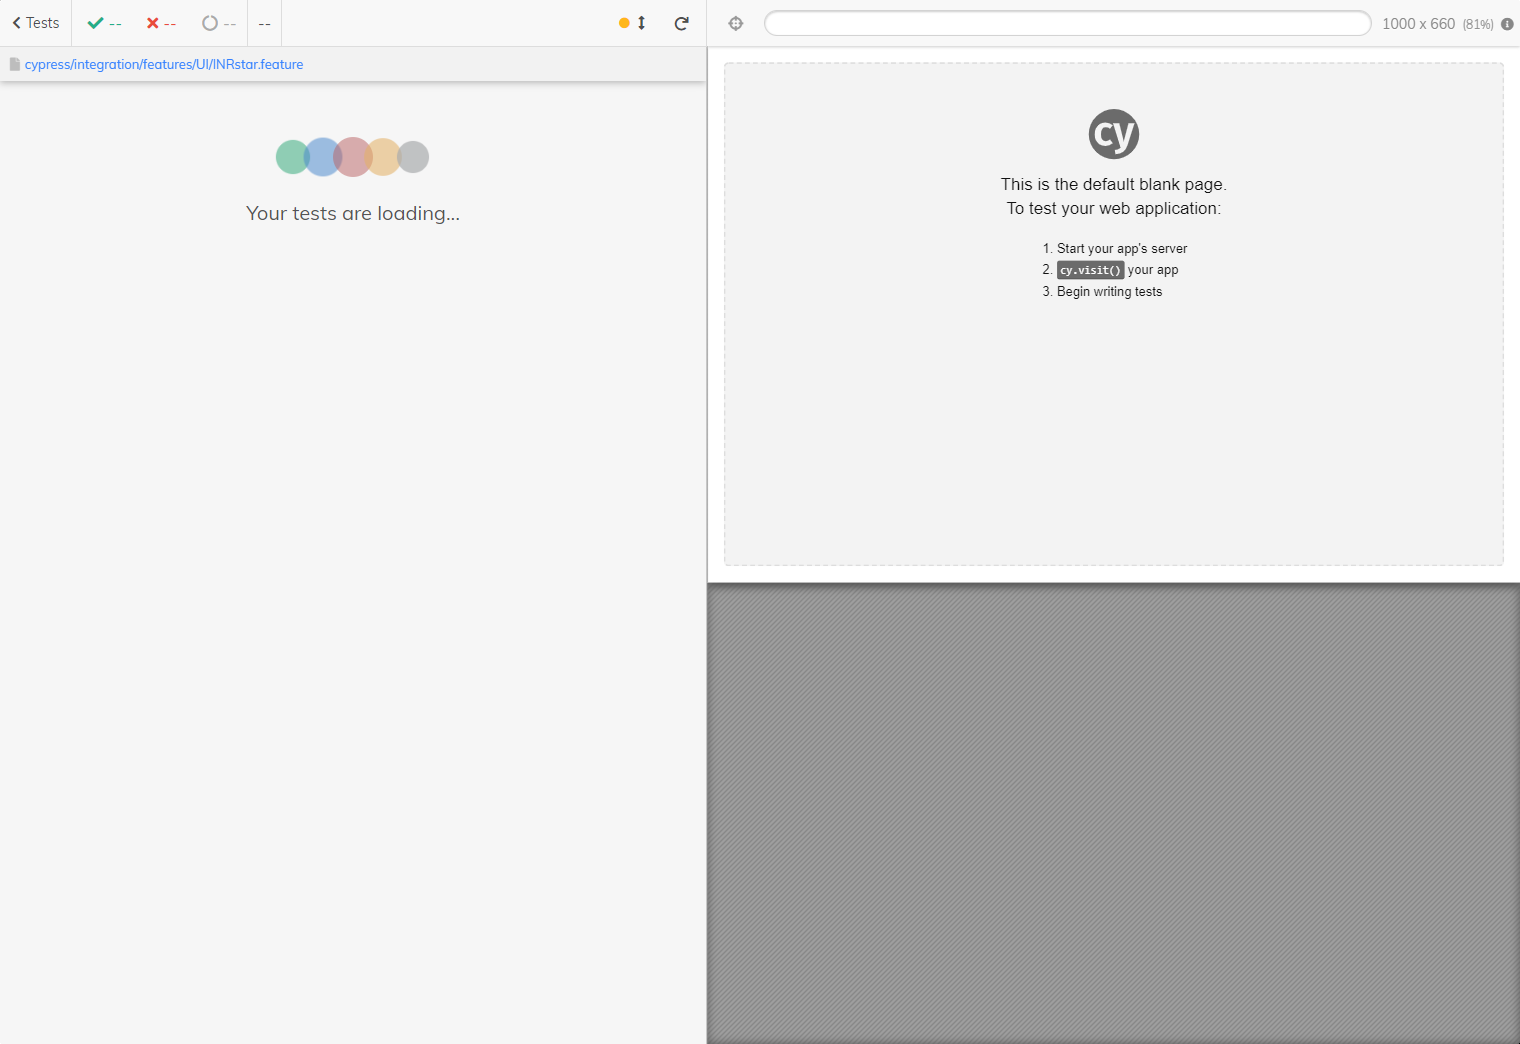 Tests -- -- -- --
1000 x 660 (81%)
cypress/integration/features/UI/INRstar.feature
Your tests are loading...
cy
This is the default blank page.
To test your web application:
1. Start your app's server
2. cy.visit() your app
3. Begin writing tests